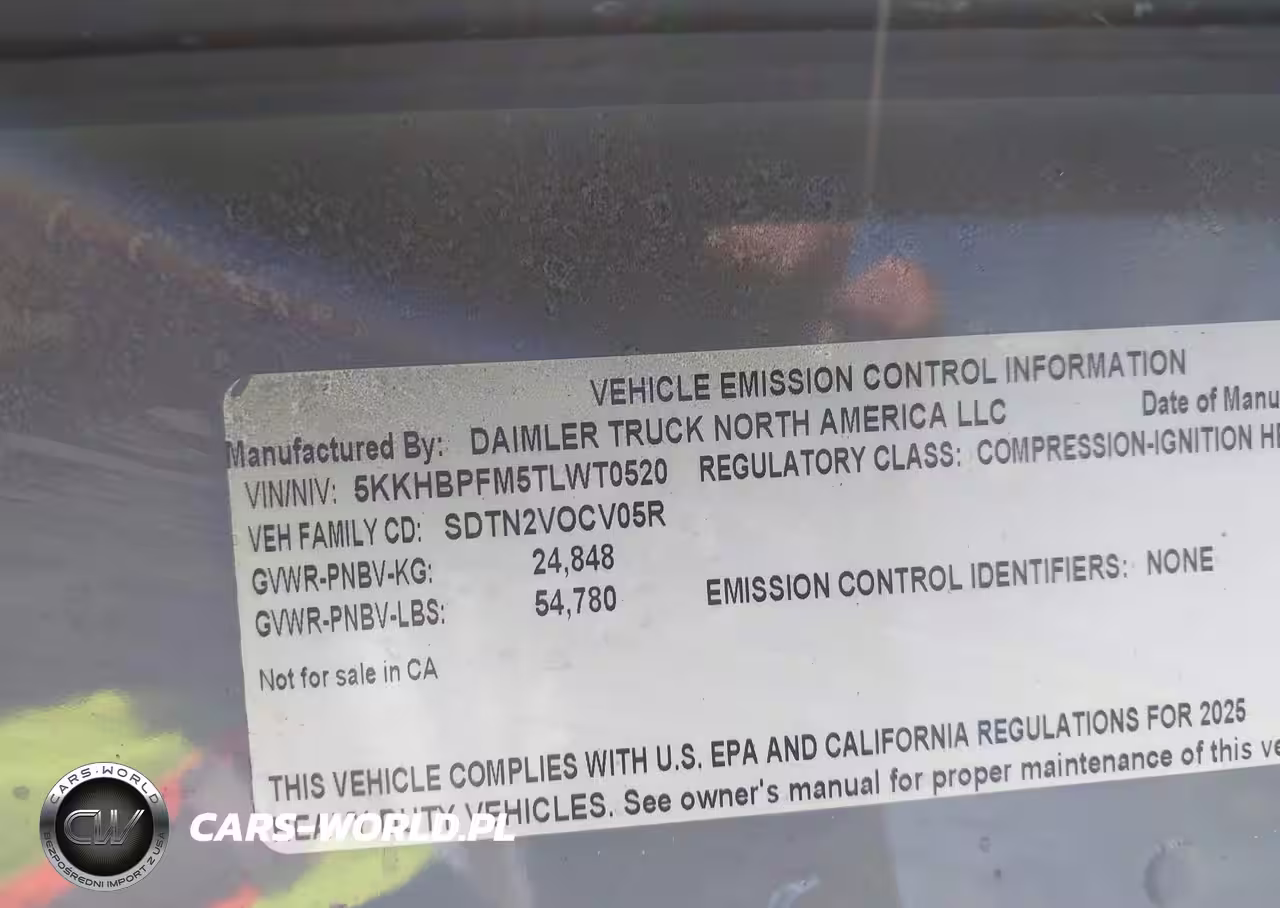 VEHICLE EMISSION CONTROL INFORMATION
Manufactured By: DAIMLER TRUCK NORTH AMERICA LLC Date of Manu
VIN/NIV: 5KKHBPFM5TLWT0520 REGULATORY CLASS: COMPRESSION-IGNITION H
VEH FAMILY CD: SDTN2VOCV05R
GVWR-PNBV-KG: 24,848
GVWR-PNBV-LBS: 54,780 EMISSION CONTROL IDENTIFIERS: NONE
Not for sale in CA
THIS VEHICLE COMPLIES WITH U.S. EPA AND CALIFORNIA REGULATIONS FOR 2025
VEHICLES. See owner's manual for proper maintenance of this ve
CARS-WORLD
CW
BEZPOŚREDNI IMPORT Z USA
CARS-WORLD.PL